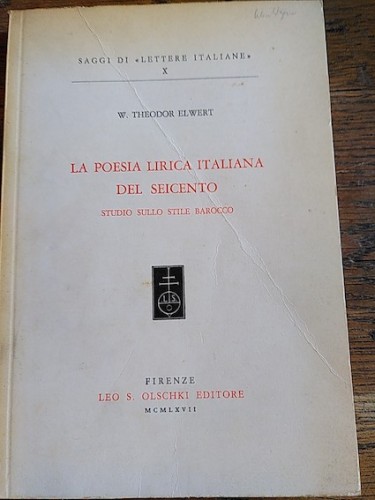 SAGGI DI «LETTERE ITALIANE»
X
W. THEODOR ELWERT
LA POESIA LIRICA ITALIANA
DEL SEICENTO
STUDIO SULLO STILE BAROCCO
L S
O
FIRENZE
LEO S. OLSCHKI EDITORE
MCMLXVII